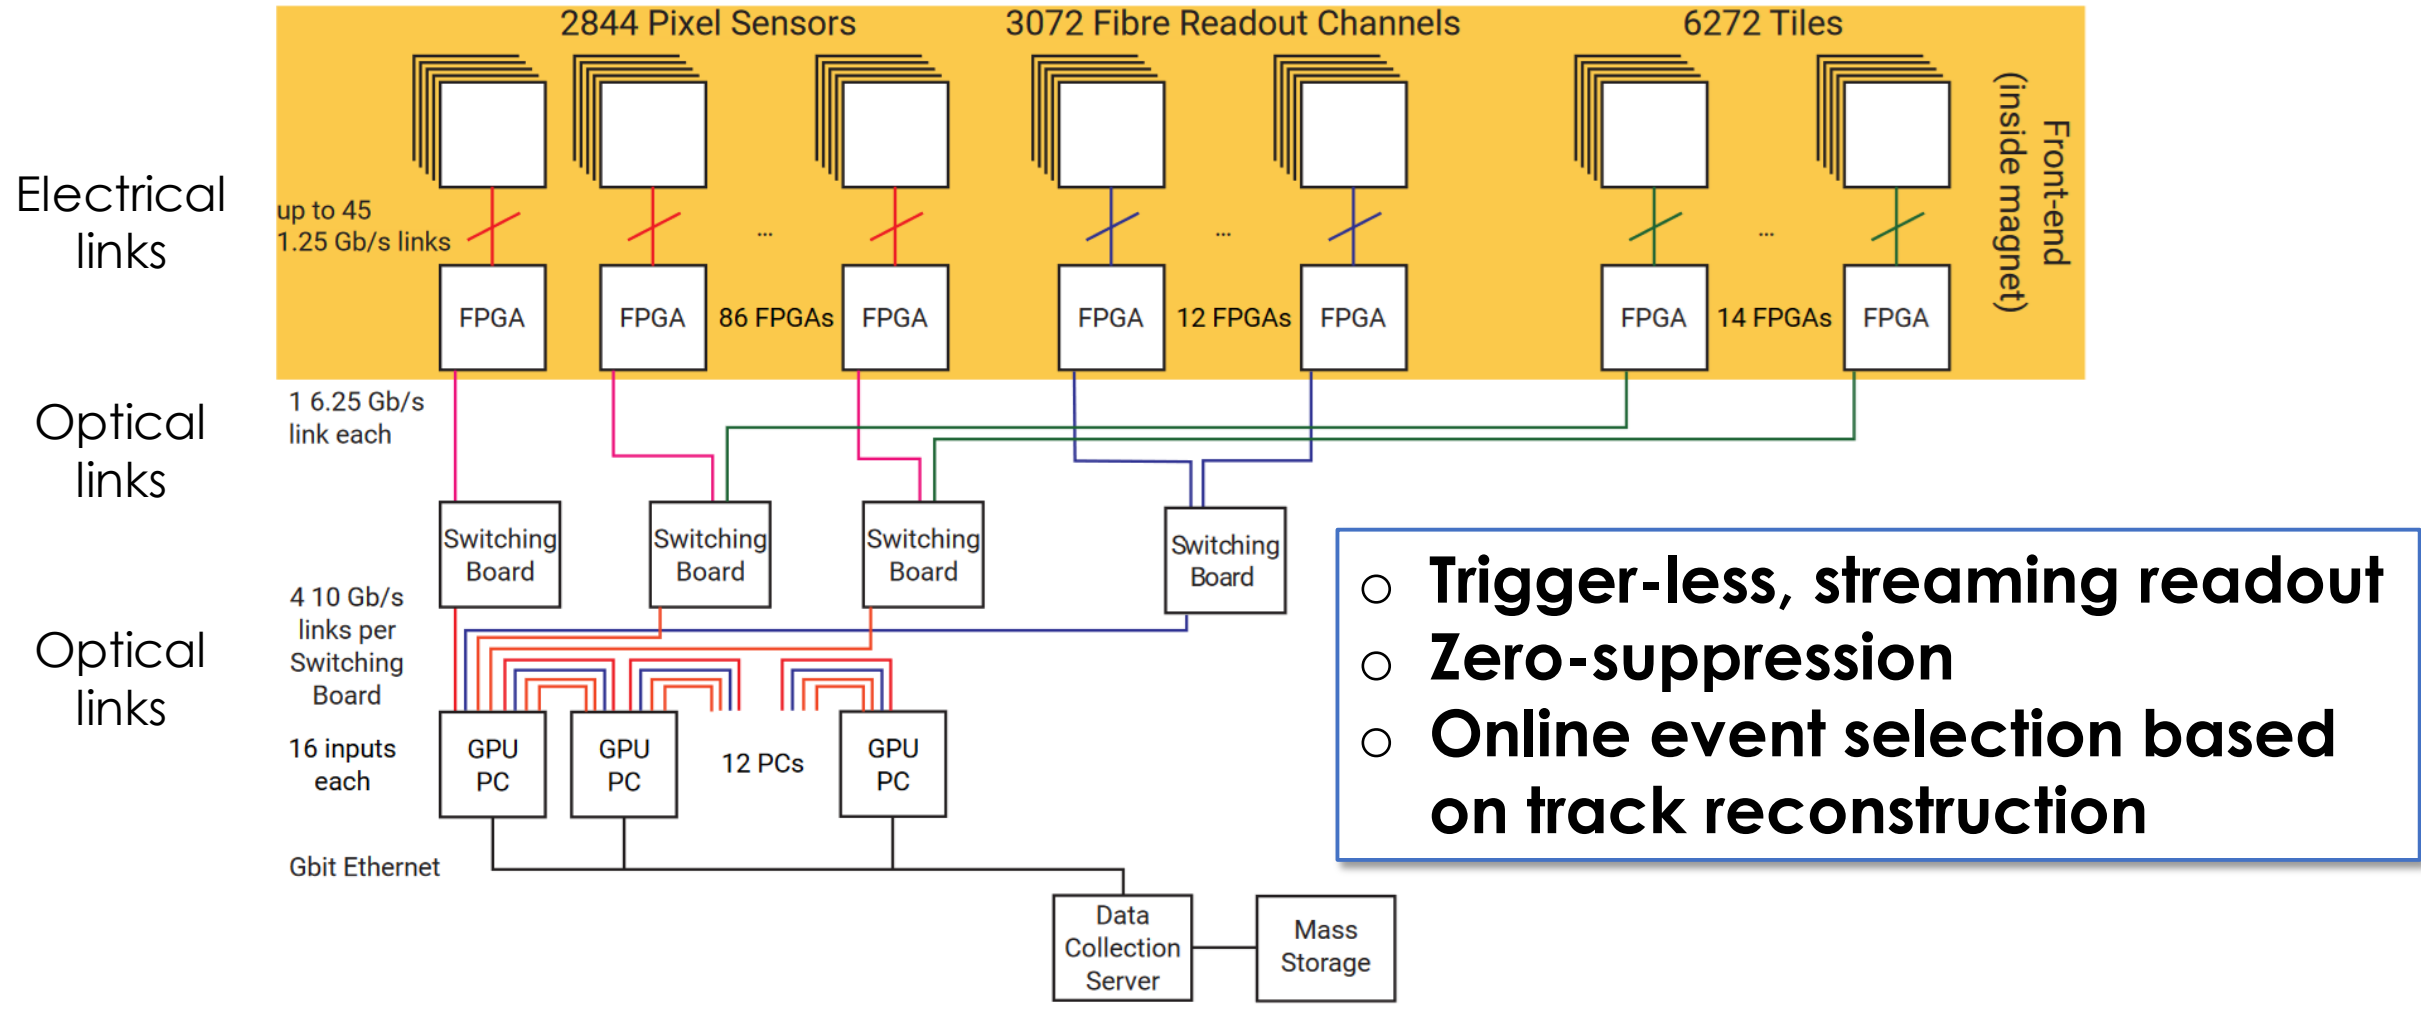 2844 Pixel Sensors
3072 Fibre Readout Channels
6272 Tiles
Front-end
(inside magnet)
Electrical
links
up to 45
1.25 Gb/s links
...
...
...
FPGA
FPGA
86 FPGAs
FPGA
FPGA
12 FPGAs
FPGA
FPGA
14 FPGAs
FPGA
Optical
links
1 6.25 Gb/s
link each
Switching
Board
Switching
Board
Switching
Board
Switching
Board
Optical
links
4 10 Gb/s
links per
Switching
Board
16 inputs
each
GPU
PC
GPU
PC
12 PCs
GPU
PC
Gbit Ethernet
Data
Collection
Server
Mass
Storage
o Trigger-less, streaming readout
o Zero-suppression
o Online event selection based
on track reconstruction